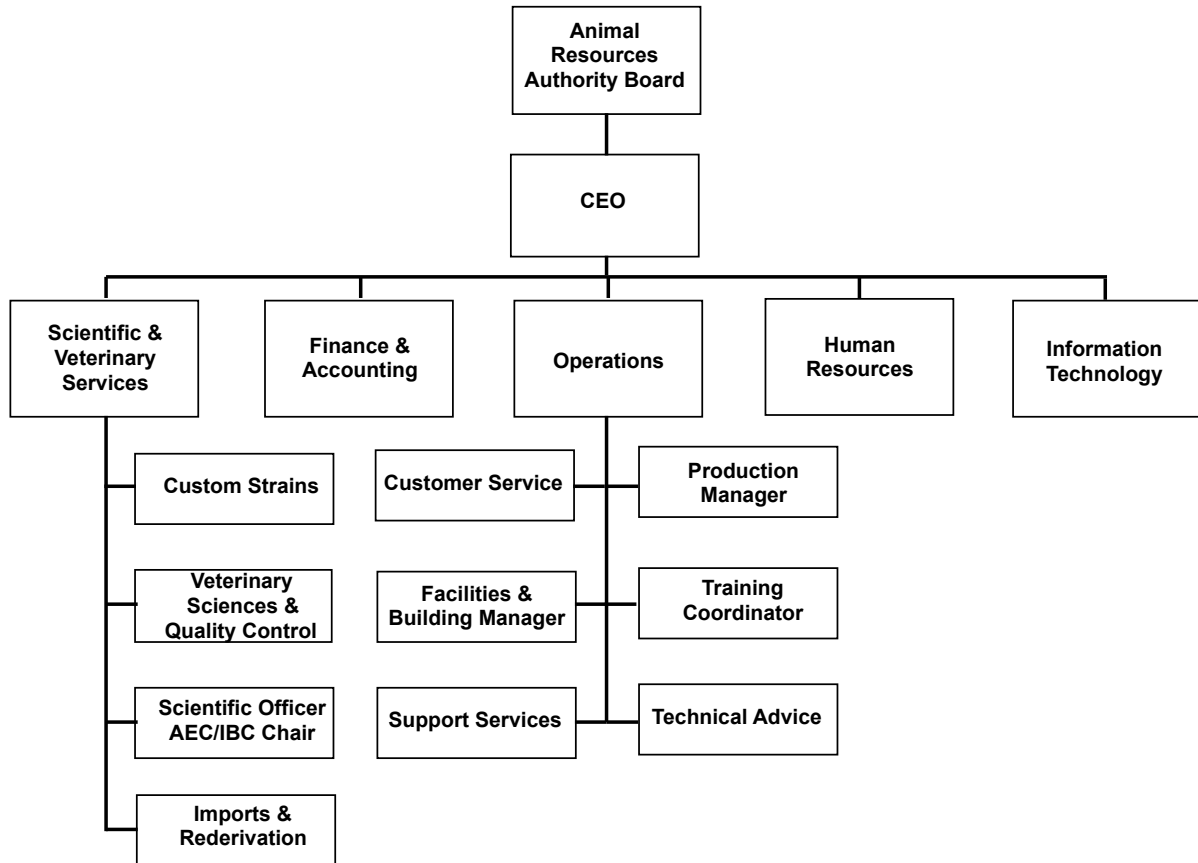 Animal
Resources
Authority Board
CEO
Scientific &
Veterinary
Services
Finance &
Accounting
Operations
Human
Resources
Information
Technology
Custom Strains
Customer Service
Production
Manager
Veterinary
Sciences &
Quality Control
Facilities &
Building Manager
Training
Coordinator
Scientific Officer
AEC/IBC Chair
Support Services
Technical Advice
Imports &
Rederivation